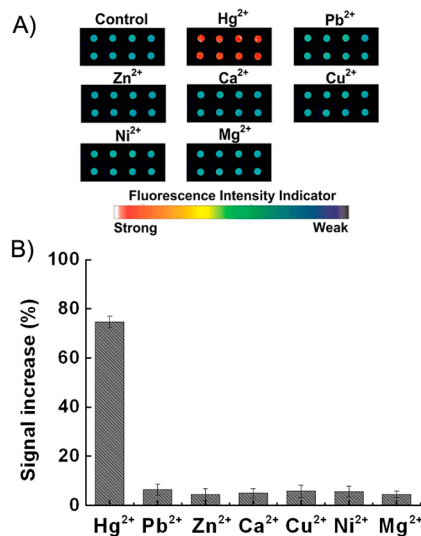 A)
Control Hg²⁺ Pb²⁺
Zn²⁺ Ca²⁺ Cu²⁺
Ni²⁺ Mg²⁺
Fluorescence Intensity Indicator
Strong Weak
B)
Signal increase (%)
100
80
60
40
20
0
Hg²⁺ Pb²⁺ Zn²⁺ Ca²⁺ Cu²⁺ Ni²⁺ Mg²⁺